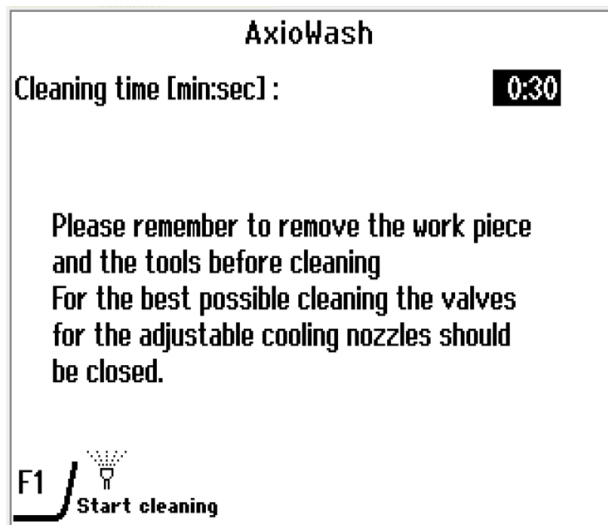 AxioWash
Cleaning time [min:sec] : 0:30
Please remember to remove the work piece
and the tools before cleaning
For the best possible cleaning the valves
for the adjustable cooling nozzles should
be closed.
F1
Start cleaning